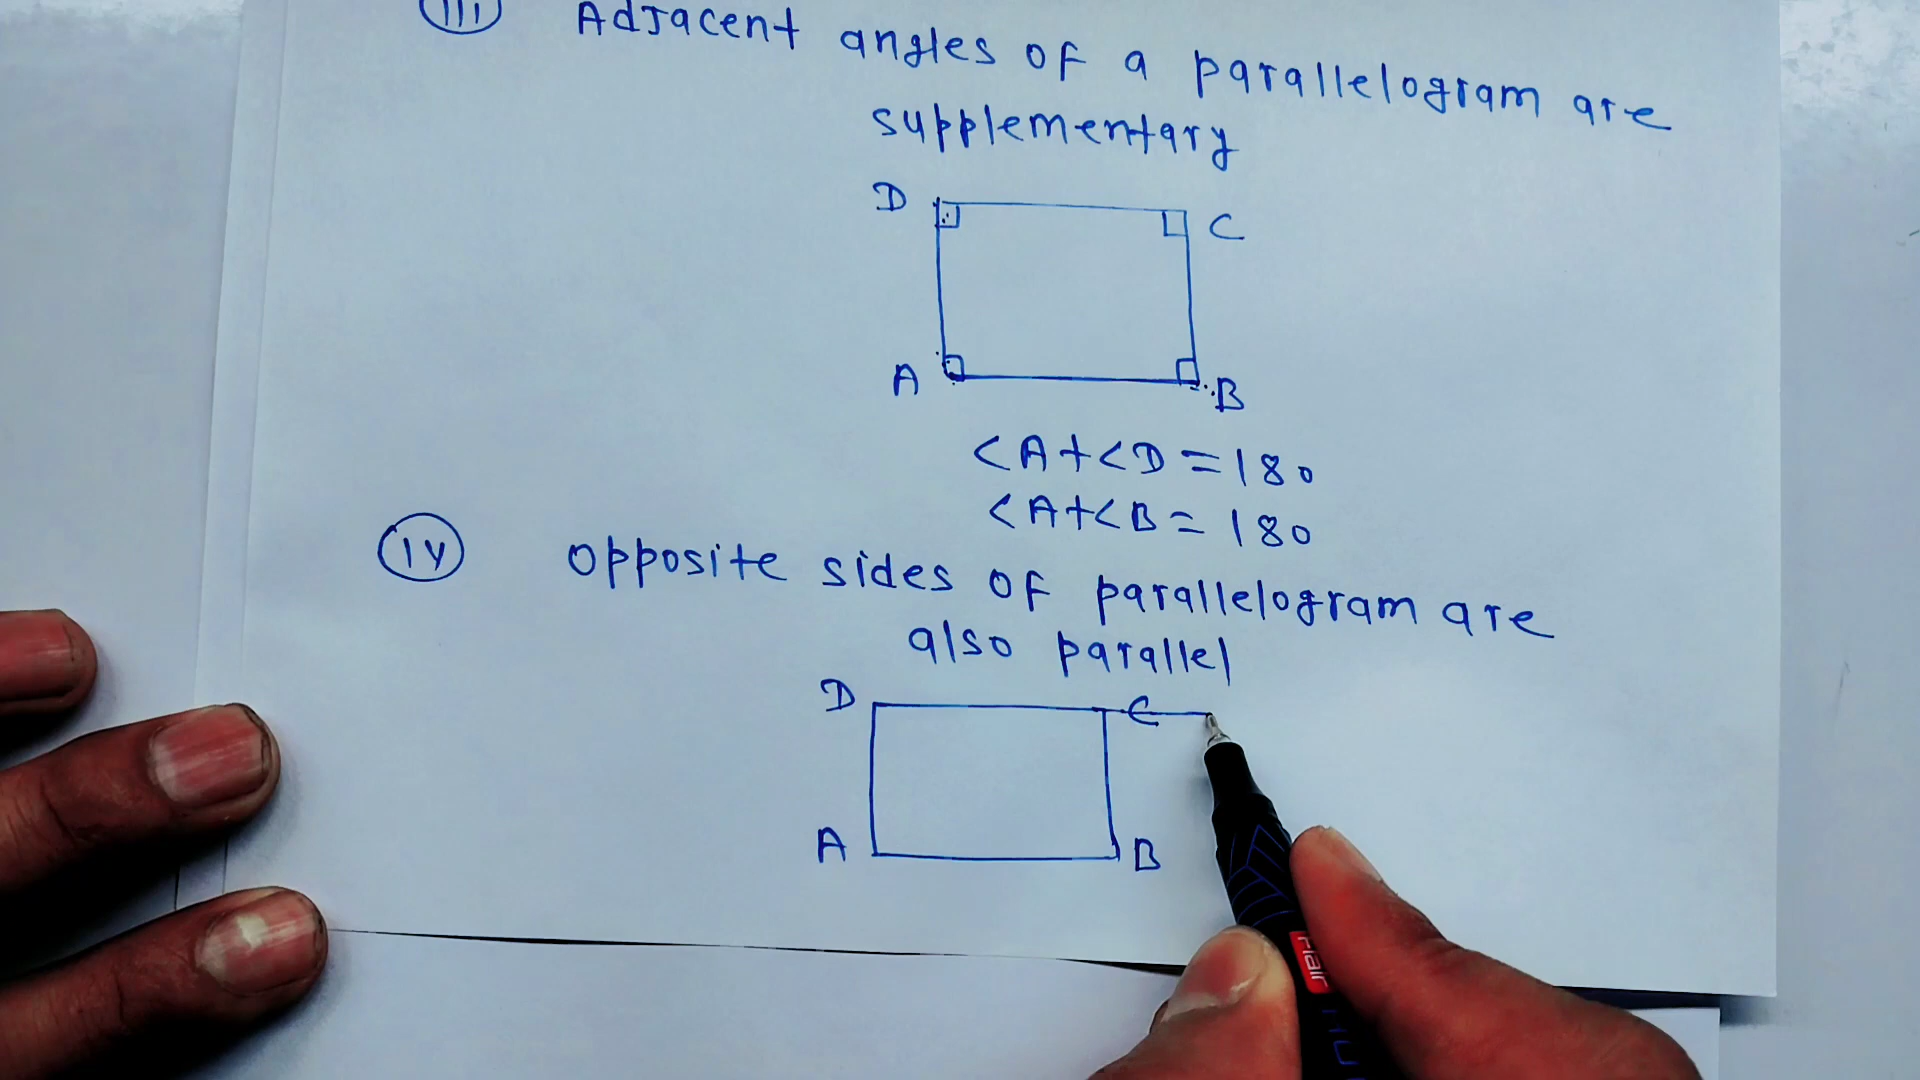 (iii) Adjacent angles of a parallelogram are
supplementary
D
C
A
B
<A+<D=180
<A+<B=180
(iv) opposite sides of parallelogram are
also parallel
D
C
A
B
Flair